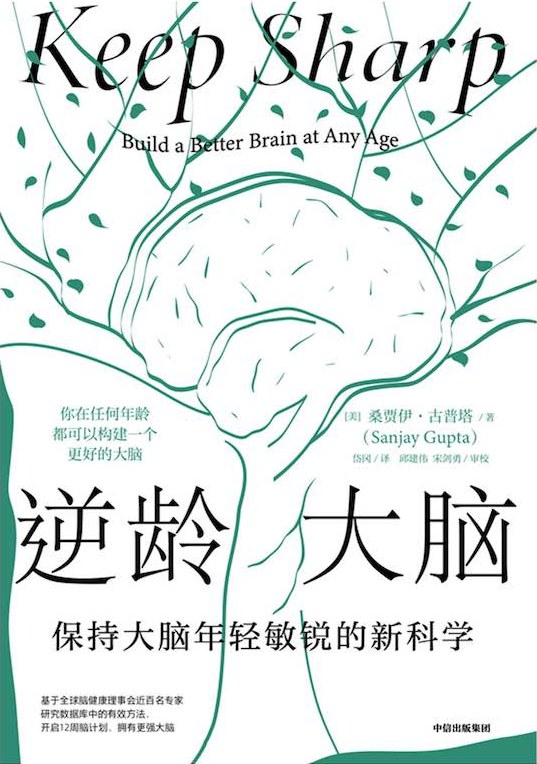 Keep Sharp
Build a Better Brain at Any Age
你在任何年龄
都可以构建一个
更好的大脑
[美] 桑贾伊·古普塔 /著
(Sanjay Gupta)
岱冈/译 邱建伟 宋剑勇/审校
逆龄大脑
保持大脑年轻敏锐的新科学
基于全球脑健康理事会近百名专家
研究数据库中的有效方法,
开启12周脑计划、拥有更强大脑
中信出版集团